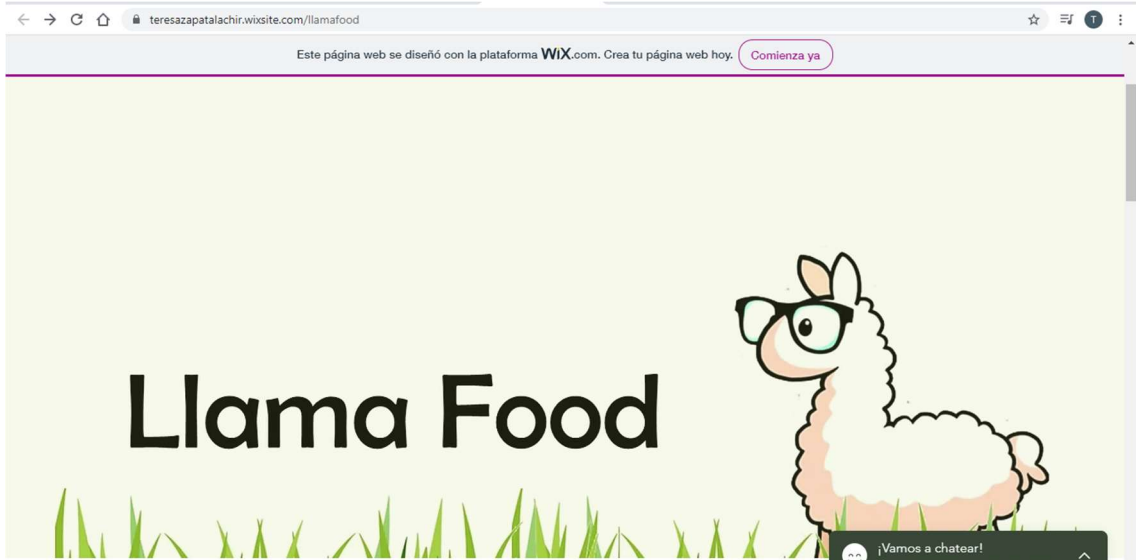 teresazapatalachir.wixsite.com/llamafood
T
Este página web se diseñó con la plataforma WiX.com. Crea tu página web hoy. Comienza ya
Llama Food
¡Vamos a chatear!